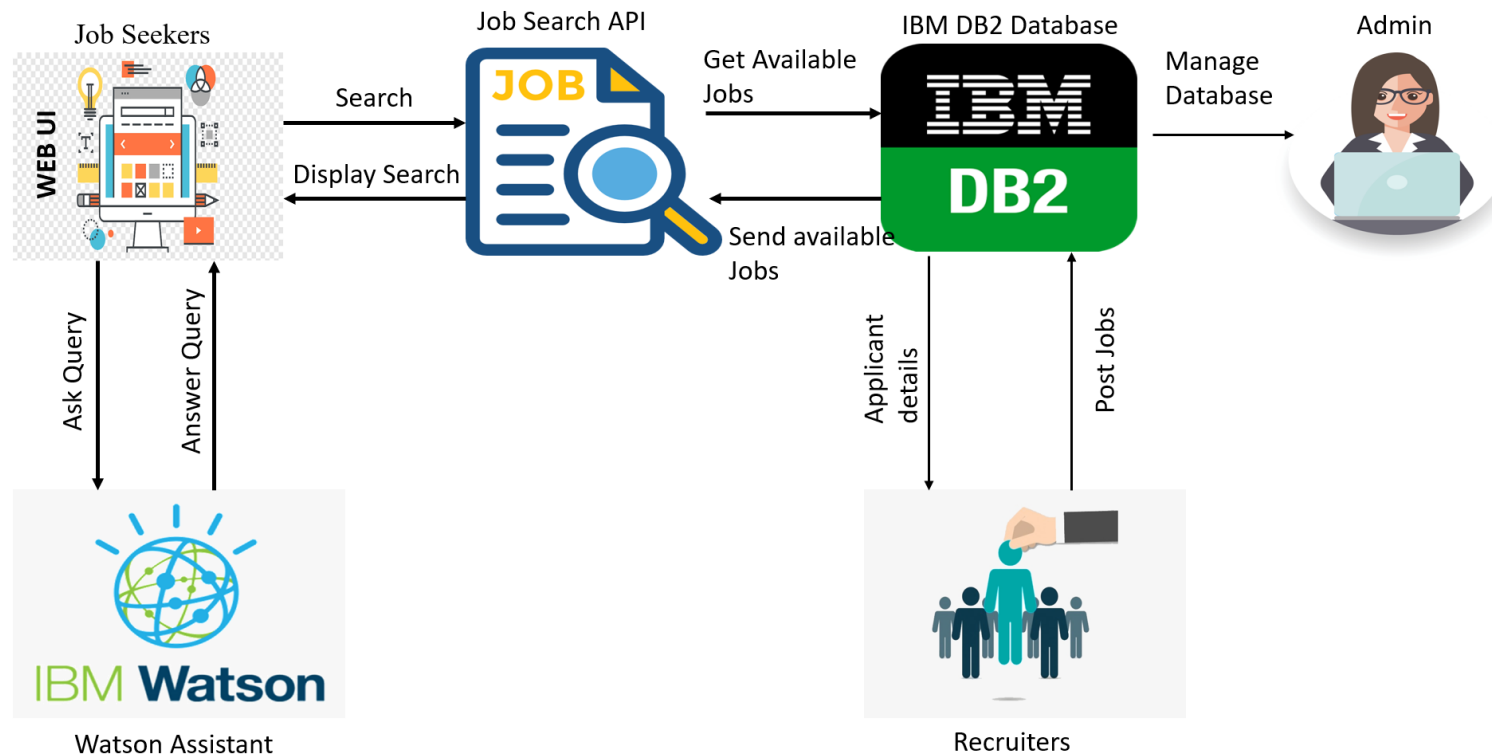 Job Seekers
WEB UI
T
Search
Display Search
Job Search API
JOB
Get Available
Jobs
Send available
Jobs
IBM DB2 Database
IBM
DB2
Manage
Database
Admin
Ask Query
Answer Query
Applicant
details
Post Jobs
IBM Watson
Watson Assistant
Recruiters